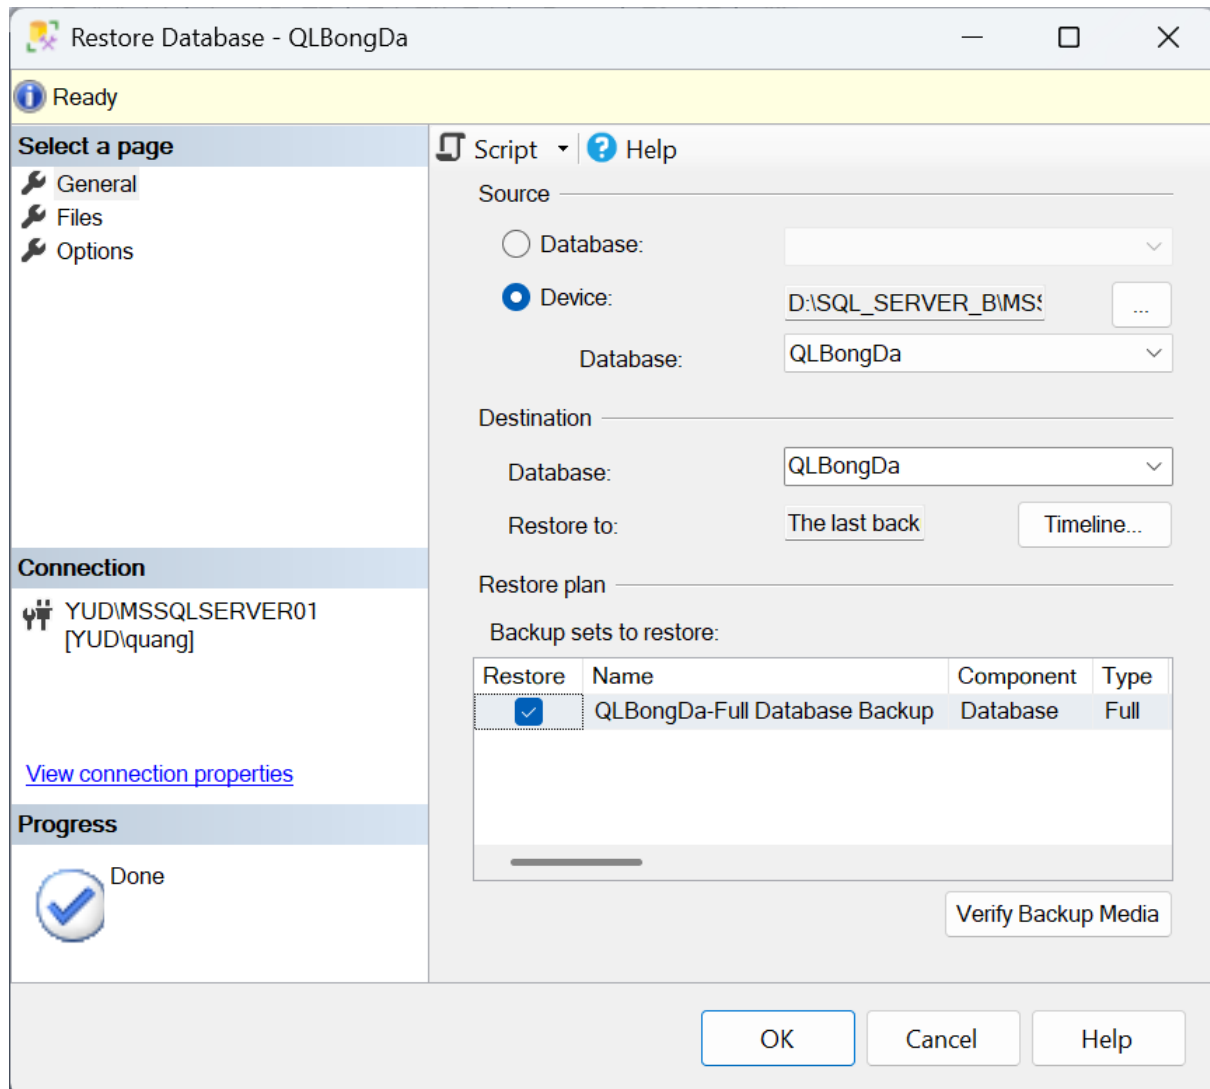 Restore Database - QLBongDa
Ready
Select a page
General
Files
Options
Connection
YUD\MSSQLSERVER01
[YUD\quang]
View connection properties
Progress
Done
Script Help
Source
Database:
Device: D:\SQL_SERVER_B\MSS ...
Database: QLBongDa
Destination
Database: QLBongDa
Restore to: The last back Timeline...
Restore plan
Backup sets to restore:
Restore Name Component Type
QLBongDa-Full Database Backup Database Full
Verify Backup Media
OK Cancel Help